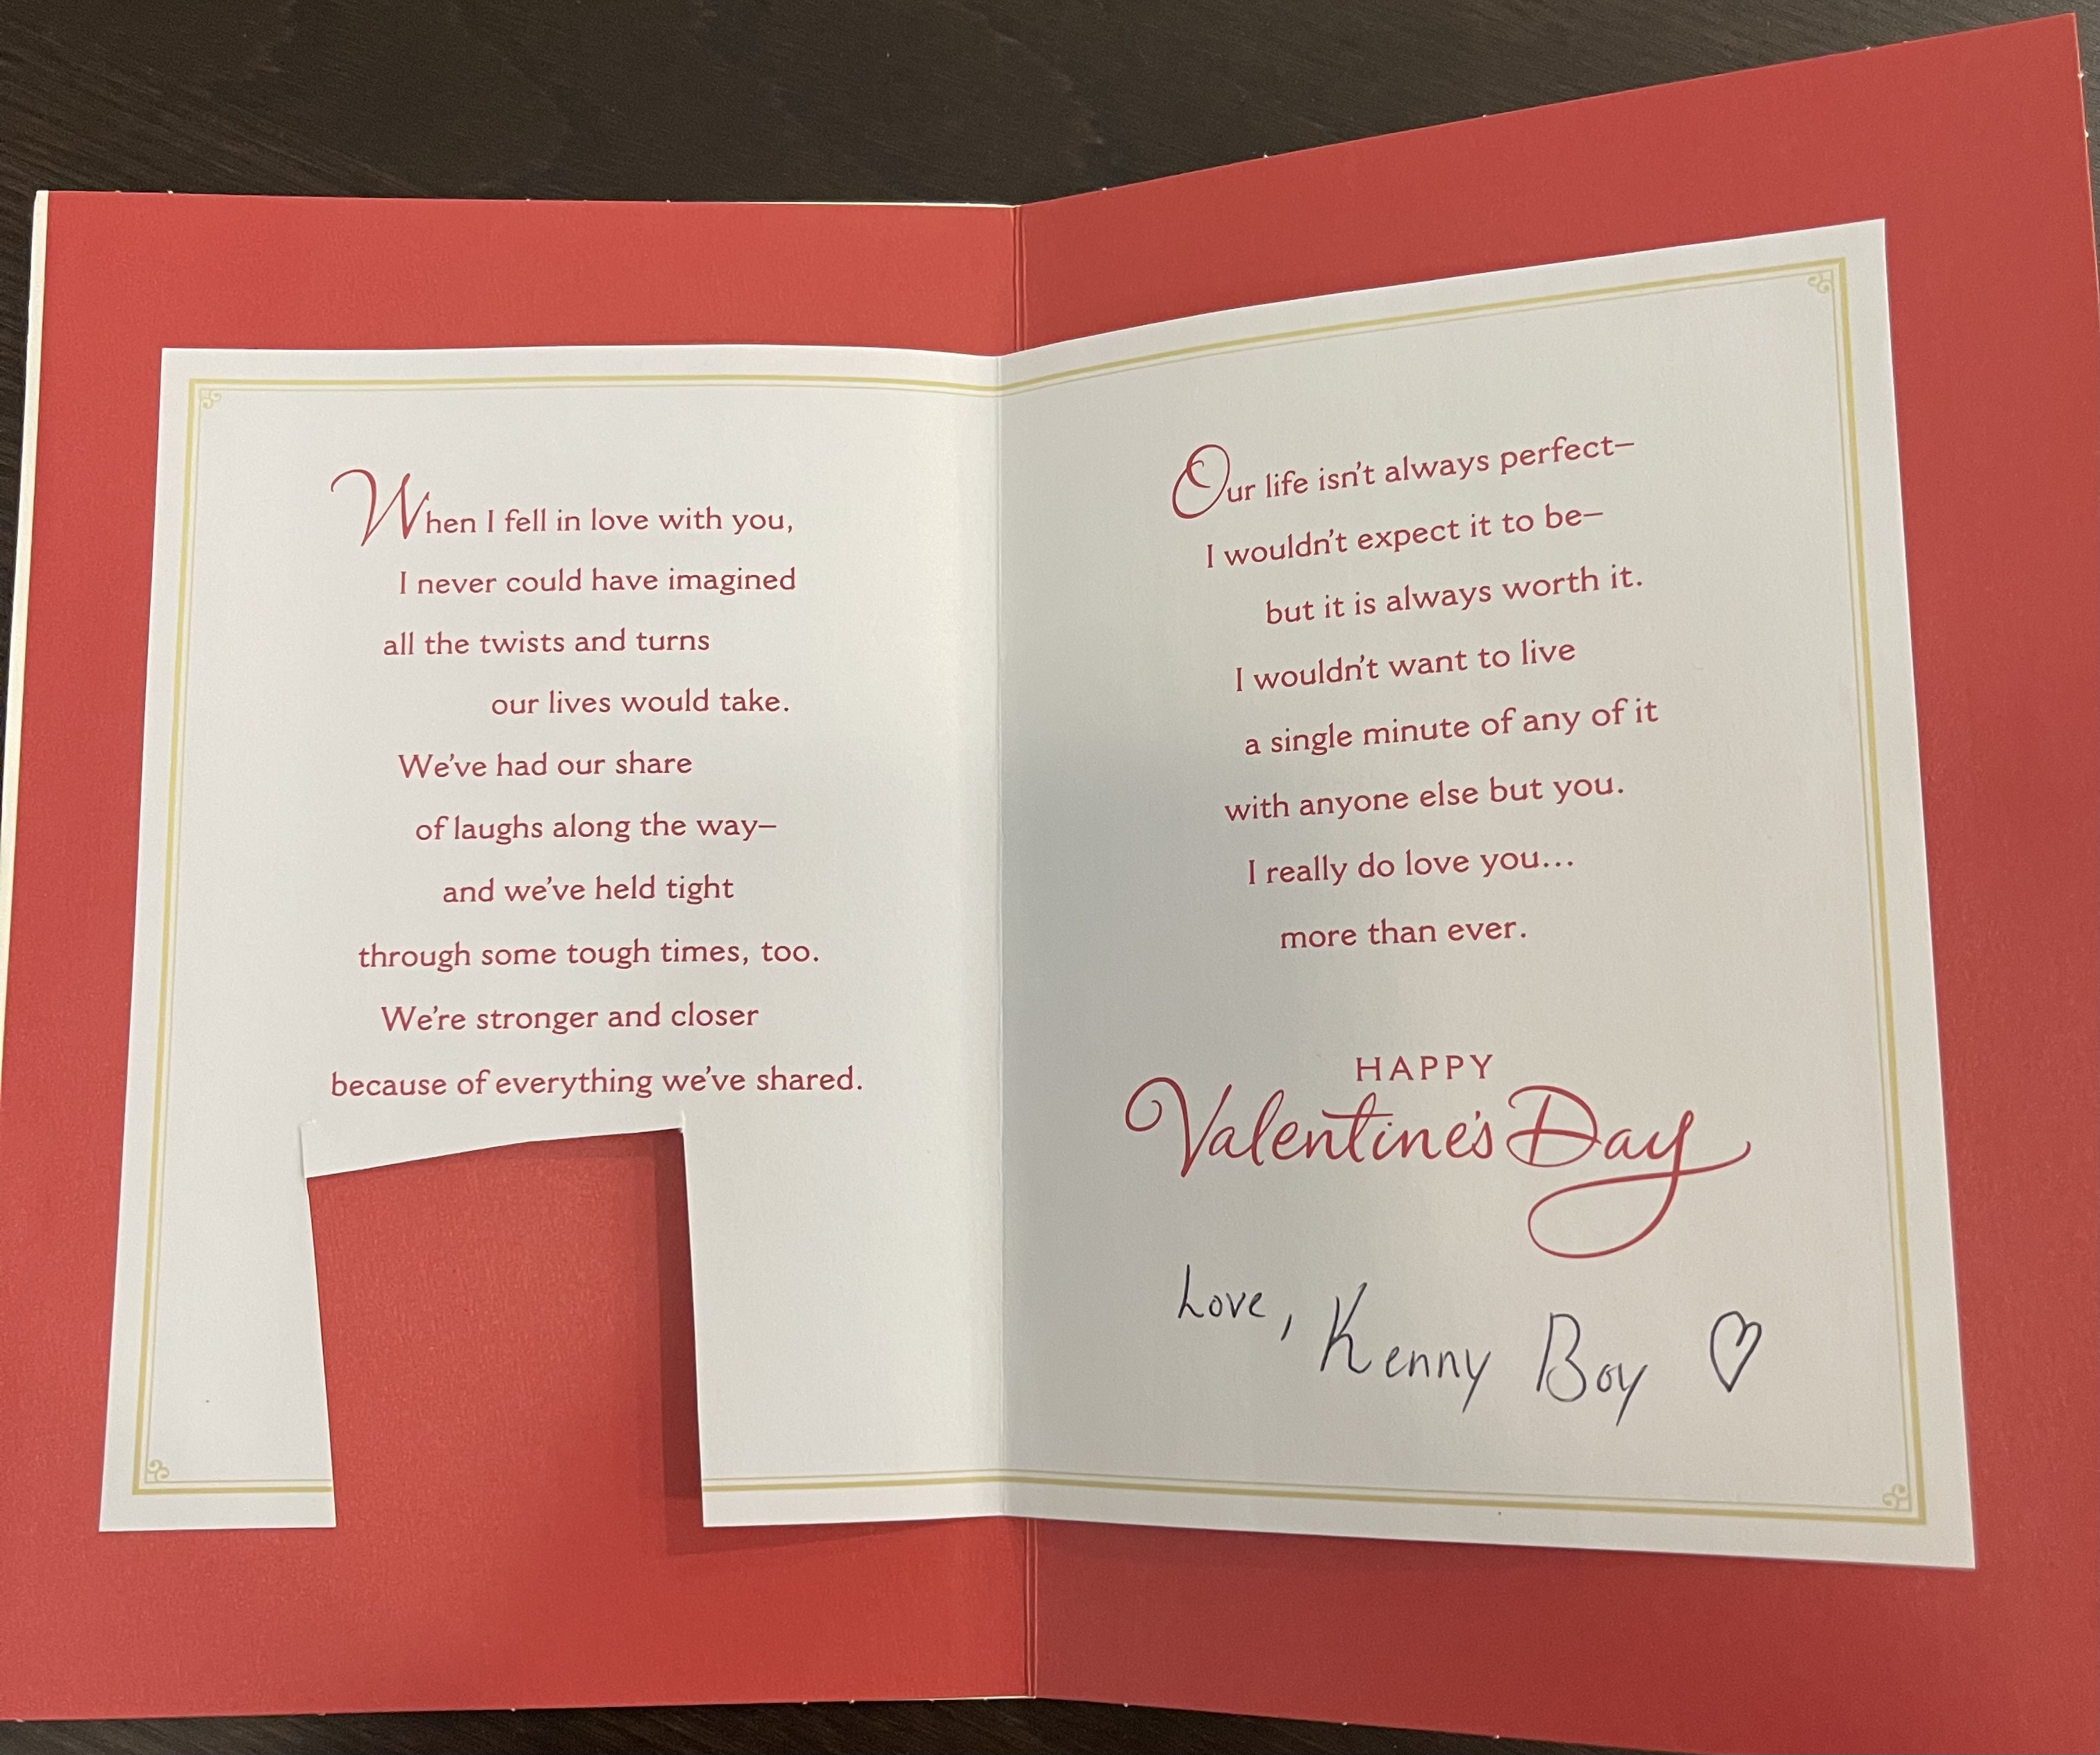 When I fell in love with you,
I never could have imagined
all the twists and turns
our lives would take.
We've had our share
of laughs along the way–
and we've held tight
through some tough times, too.
We're stronger and closer
because of everything we've shared.
Our life isn't always perfect–
I wouldn't expect it to be–
but it is always worth it.
I wouldn't want to live
a single minute of any of it
with anyone else but you.
I really do love you...
more than ever.
HAPPY
Valentine's Day
Love, Kenny Boy ♡